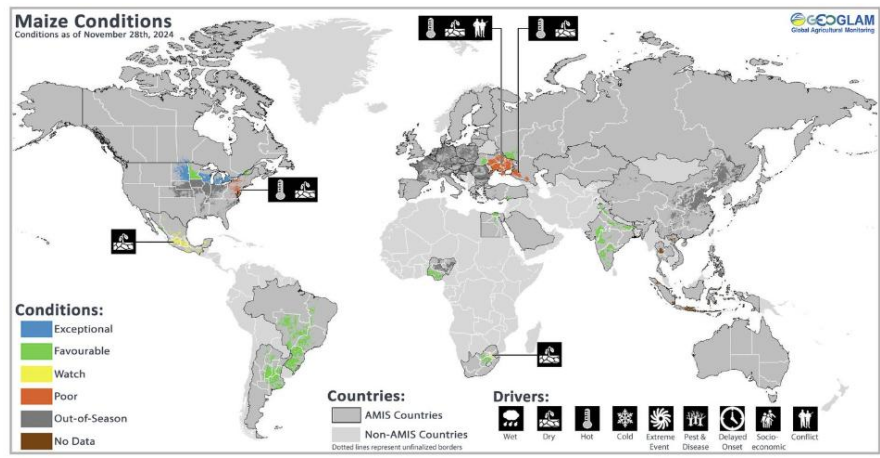 Maize Conditions
Conditions as of November 28th, 2024
GEOGLAM
Global Agricultural Monitoring
Conditions:
Exceptional
Favourable
Watch
Poor
Out-of-Season
No Data
Countries:
AMIS Countries
Non-AMIS Countries
Dotted lines represent unfinalized borders
Drivers:
Wet
Dry
Hot
Cold
Extreme
Event
Pest &
Disease
Delayed
Onset
Socio-
economic
Conflict